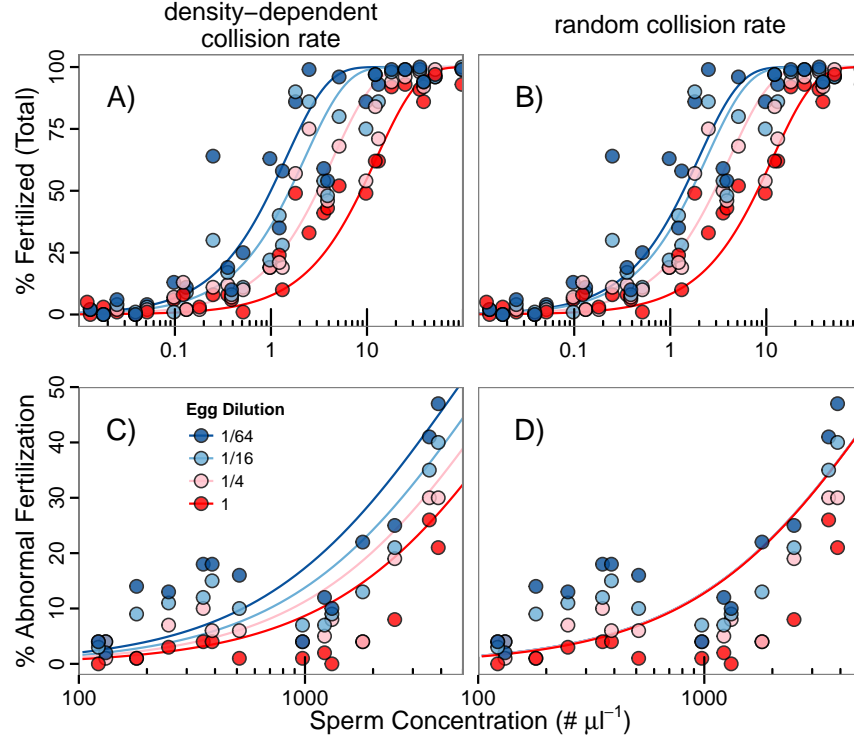 density−dependent
collision rate
random collision rate
% Fertilized (Total)
100
75
50
25
0
A)
B)
0.1 1 10
0.1 1 10
% Abnormal Fertilization
50
40
30
20
10
0
C)
D)
Egg Dilution
1/64
1/16
1/4
1
100 1000
100 1000
Sperm Concentration (# μl⁻¹)